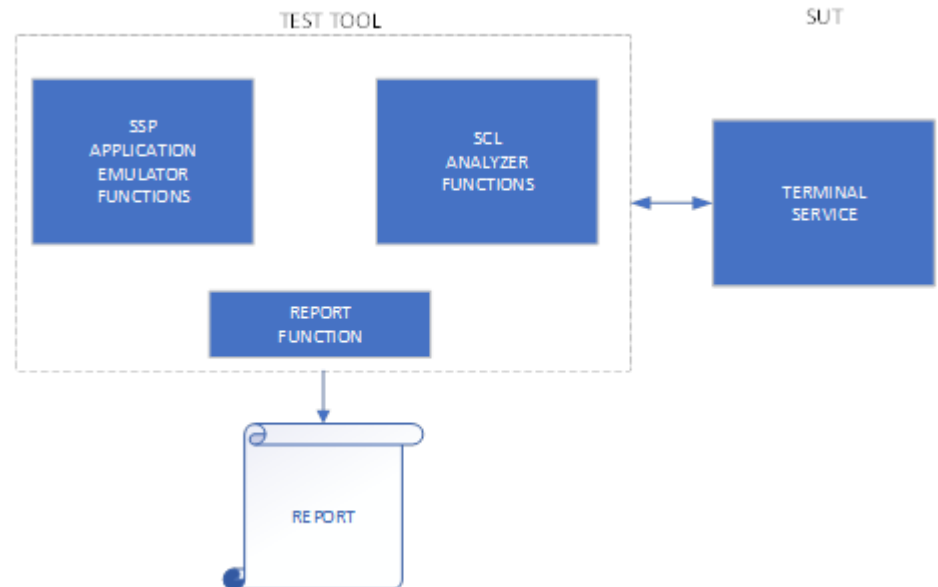 TEST TOOL
SUT
SSP
APPLICATION
EMULATOR
FUNCTIONS
SCL
ANALYZER
FUNCTIONS
TERMINAL
SERVICE
REPORT
FUNCTION
REPORT